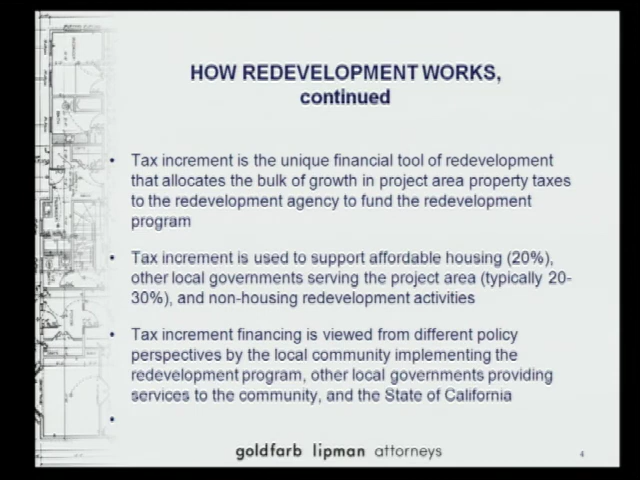 HOW REDEVELOPMENT WORKS,
continued
• Tax increment is the unique financial tool of redevelopment
that allocates the bulk of growth in project area property taxes
to the redevelopment agency to fund the redevelopment
program
• Tax increment is used to support affordable housing (20%),
other local governments serving the project area (typically 20-
30%), and non-housing redevelopment activities
• Tax increment financing is viewed from different policy
perspectives by the local community implementing the
redevelopment program, other local governments providing
services to the community, and the State of California
•
goldfarb lipman attorneys
4